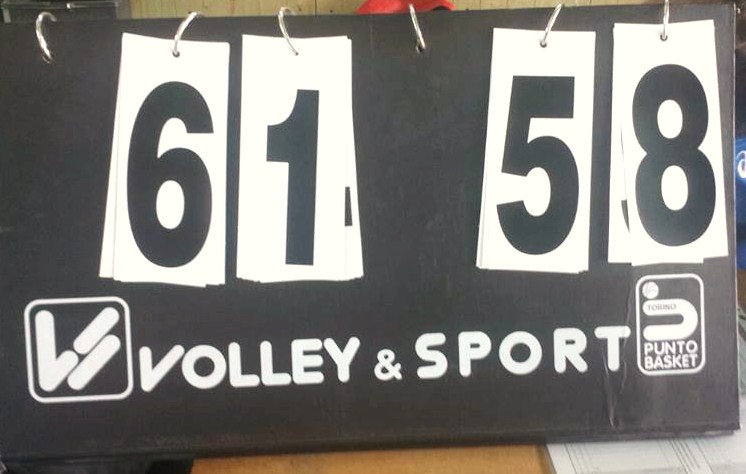 61 58
VOLLEY & SPORT
TORINO
PUNTO
BASKET